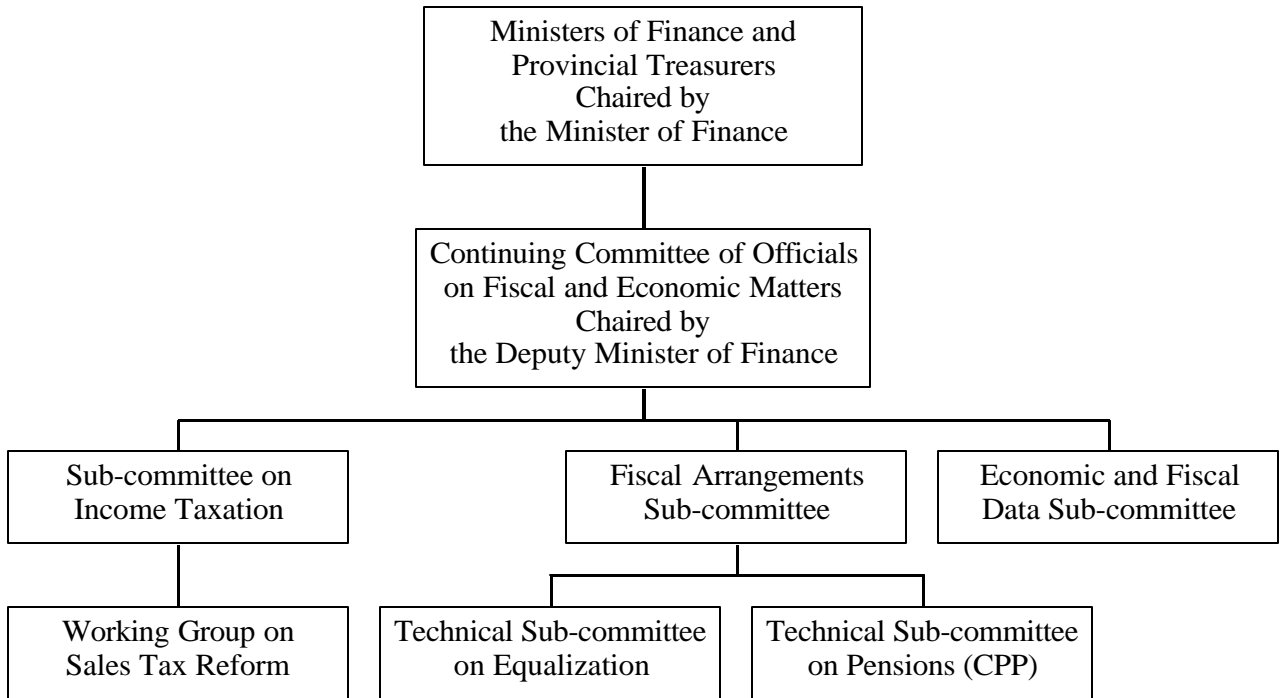 Ministers of Finance and
Provincial Treasurers
Chaired by
the Minister of Finance
Continuing Committee of Officials
on Fiscal and Economic Matters
Chaired by
the Deputy Minister of Finance
Sub-committee on
Income Taxation
Fiscal Arrangements
Sub-committee
Economic and Fiscal
Data Sub-committee
Working Group on
Sales Tax Reform
Technical Sub-committee
on Equalization
Technical Sub-committee
on Pensions (CPP)